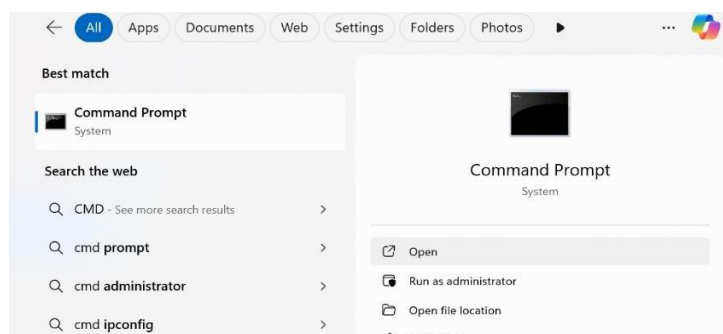 All Apps Documents Web Settings Folders Photos
Best match
Command Prompt
System
Search the web
CMD - See more search results
cmd prompt
cmd administrator
cmd ipconfig
Command Prompt
System
Open
Run as administrator
Open file location